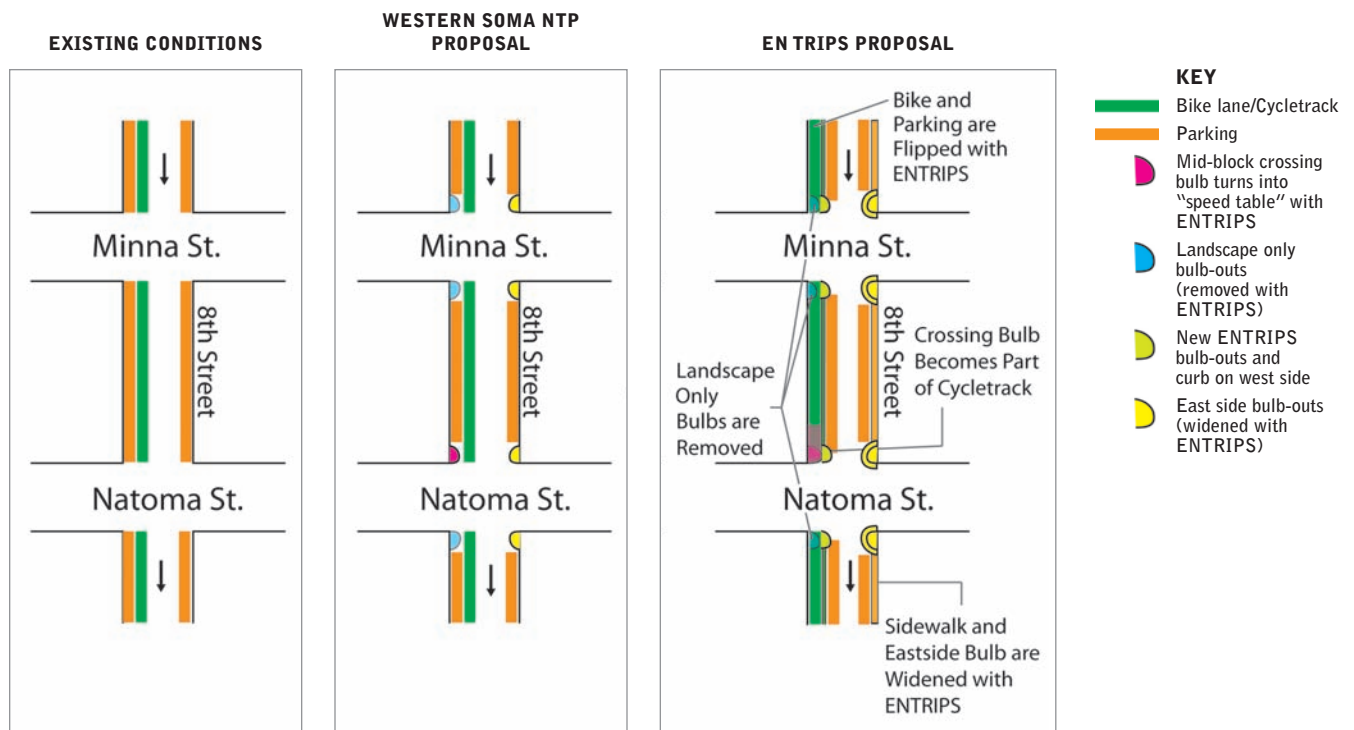 EXISTING CONDITIONS
WESTERN SOMA NTP
PROPOSAL
EN TRIPS PROPOSAL
Minna St.
8th Street
Natoma St.
Minna St.
8th Street
Natoma St.
Bike and
Parking are
Flipped with
ENTRIPS
Minna St.
8th Street
Crossing Bulb
Becomes Part
of Cycletrack
Landscape
Only
Bulbs are
Removed
Natoma St.
Sidewalk and
Eastside Bulb are
Widened with
ENTRIPS
KEY
Bike lane/Cycletrack
Parking
Mid-block crossing
bulb turns into
“speed table” with
ENTRIPS
Landscape only
bulb-outs
(removed with
ENTRIPS)
New ENTRIPS
bulb-outs and
curb on west side
East side bulb-outs
(widened with
ENTRIPS)